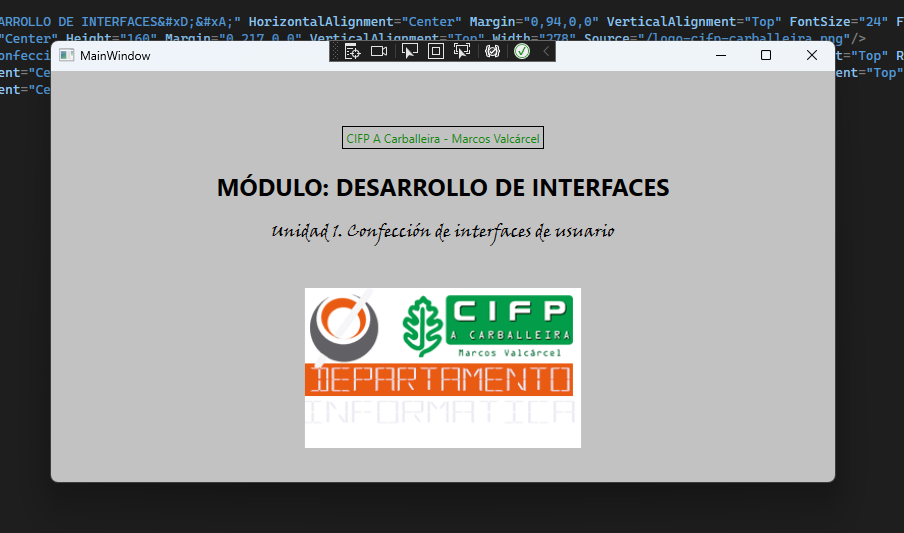 ARROLLO DE INTERFACES&#xD;&#xA;" HorizontalAlignment="Center" Margin="0,94,0,0" VerticalAlignment="Top" FontSize="24" F
"Center" Height="160" Margin="0,217,0,0" VerticalAlignment="Top" Width="278" Source="/logo-cifp-carballeira.png"/>
onfecci
="Top" R
ent="Ce
ment="Top"
ent="Ce
MainWindow
CIFP A Carballeira - Marcos Valcárcel
MÓDULO: DESARROLLO DE INTERFACES
Unidad 1. Confección de interfaces de usuario
CIFP
A CARBALLEIRA
Marcos Valcárcel
DEPARTAMENTO
INFORMATICA